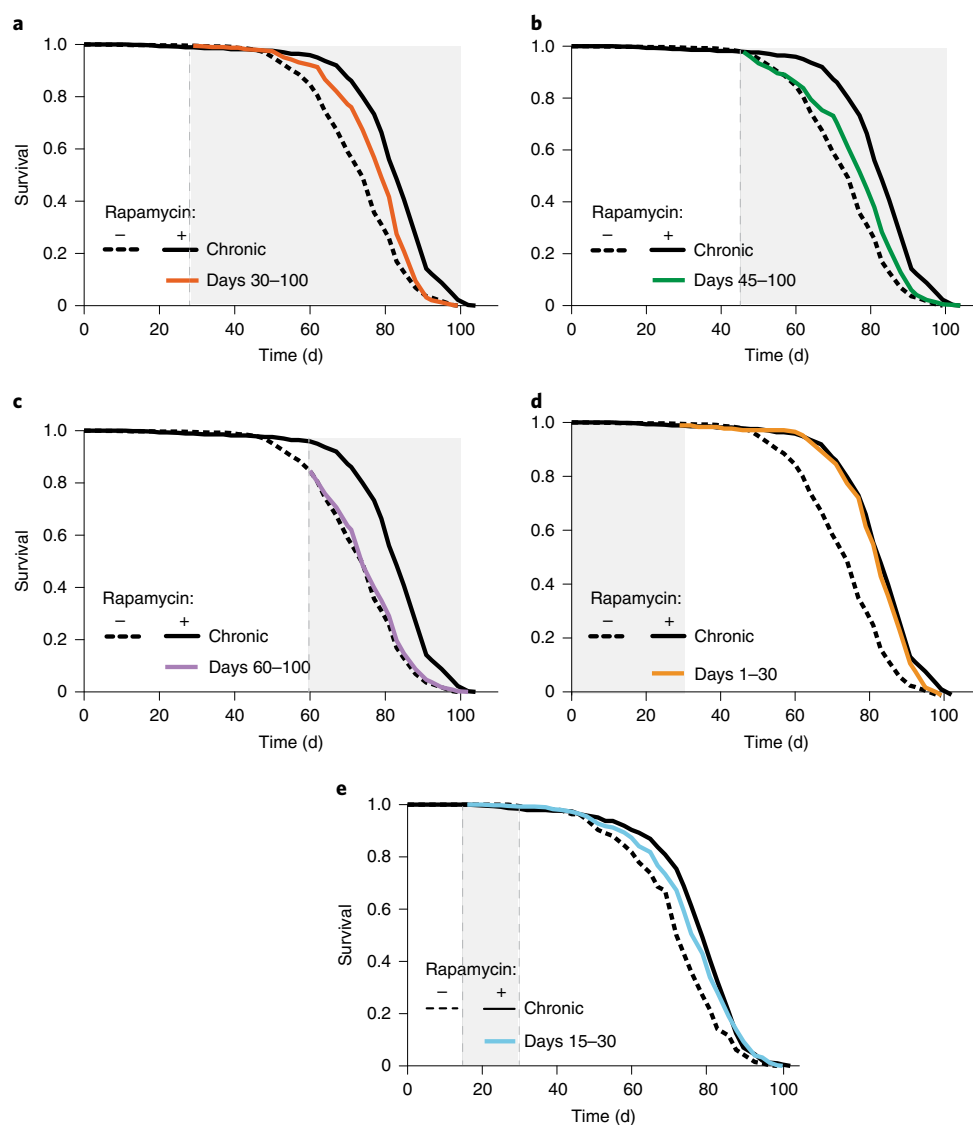 a
1.0
0.8
0.6
0.4
0.2
0
Survival
Rapamycin:
– +
Chronic
Days 30–100
0 20 40 60 80 100
Time (d)
b
1.0
0.8
0.6
0.4
0.2
0
Survival
Rapamycin:
– +
Chronic
Days 45–100
0 20 40 60 80 100
Time (d)
c
1.0
0.8
0.6
0.4
0.2
0
Survival
Rapamycin:
– +
Chronic
Days 60–100
0 20 40 60 80 100
Time (d)
d
1.0
0.8
0.6
0.4
0.2
0
Survival
Rapamycin:
– +
Chronic
Days 1–30
0 20 40 60 80 100
Time (d)
e
1.0
0.8
0.6
0.4
0.2
0
Survival
Rapamycin:
– +
Chronic
Days 15–30
0 20 40 60 80 100
Time (d)